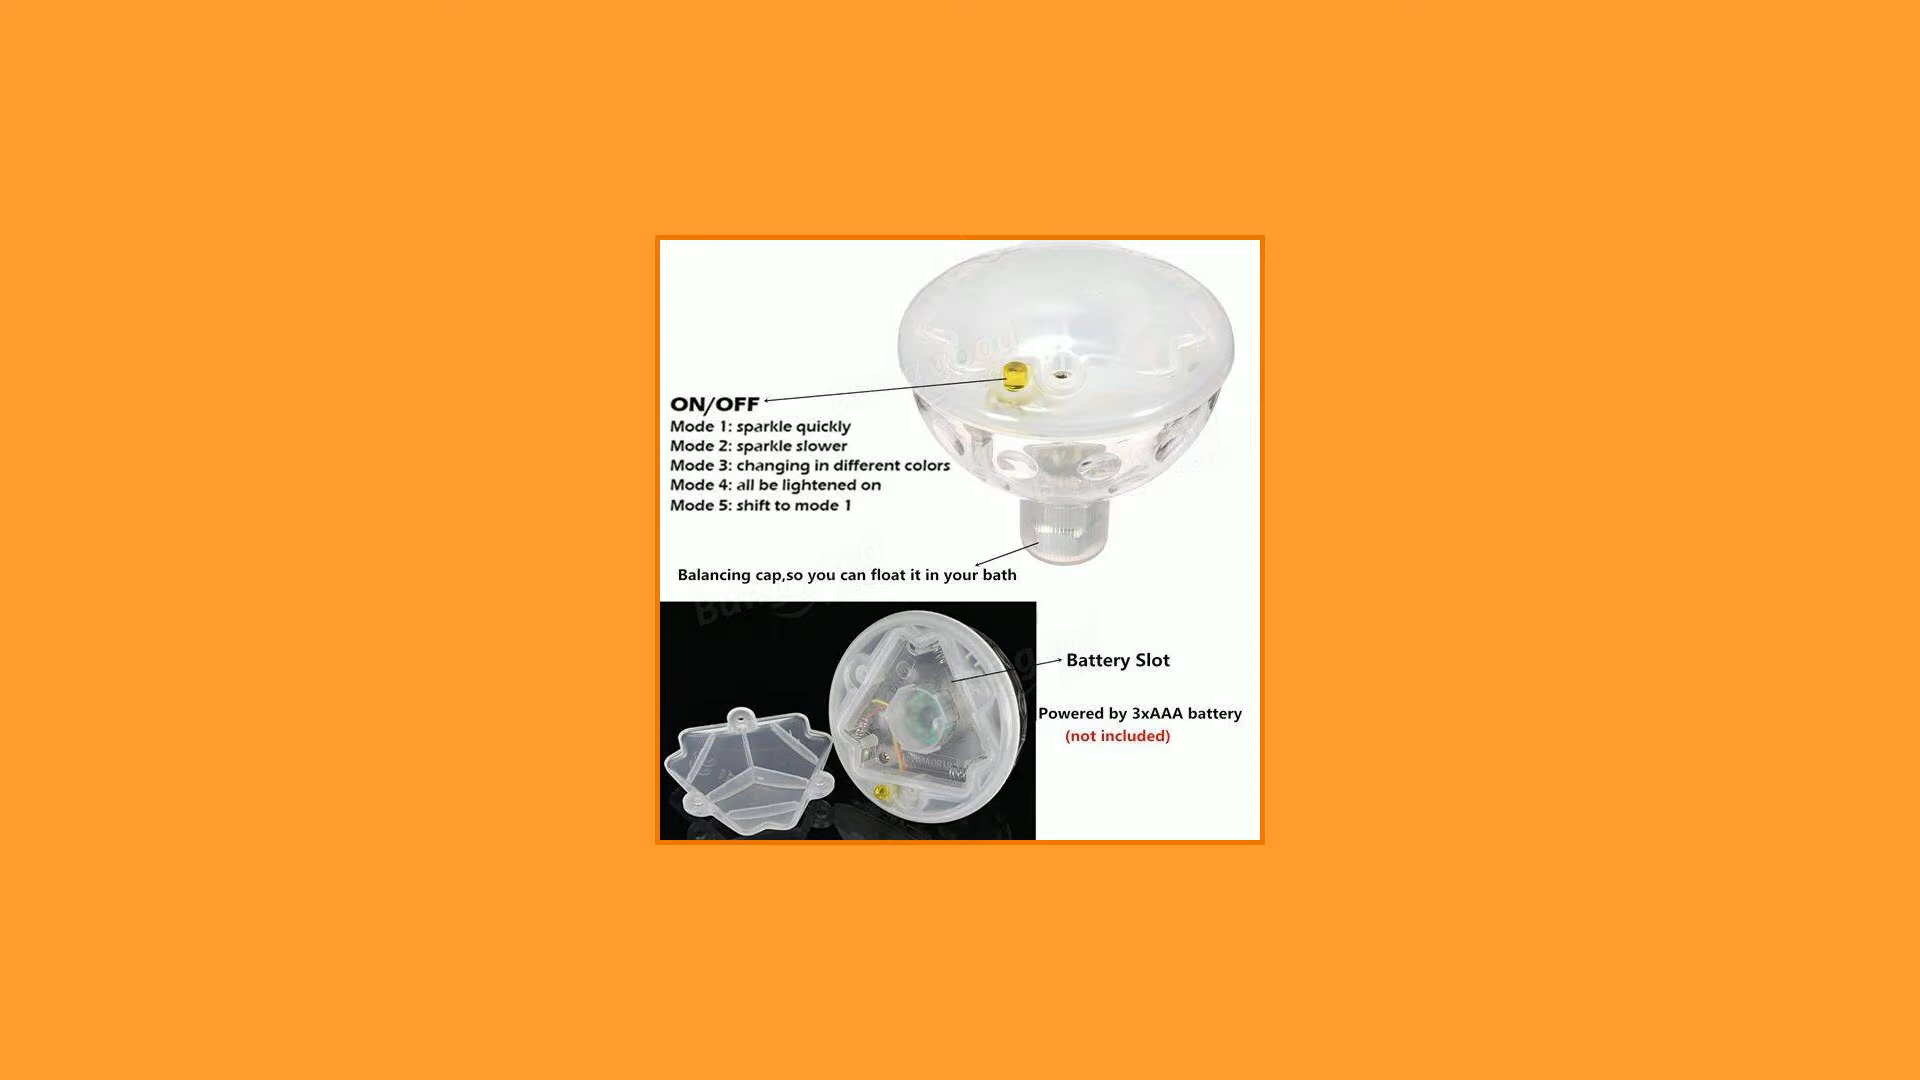 ON/OFF
Mode 1: sparkle quickly
Mode 2: sparkle slower
Mode 3: changing in different colors
Mode 4: all be lightened on
Mode 5: shift to mode 1
Balancing cap,so you can float it in your bath
Battery Slot
Powered by 3xAAA battery
(not included)